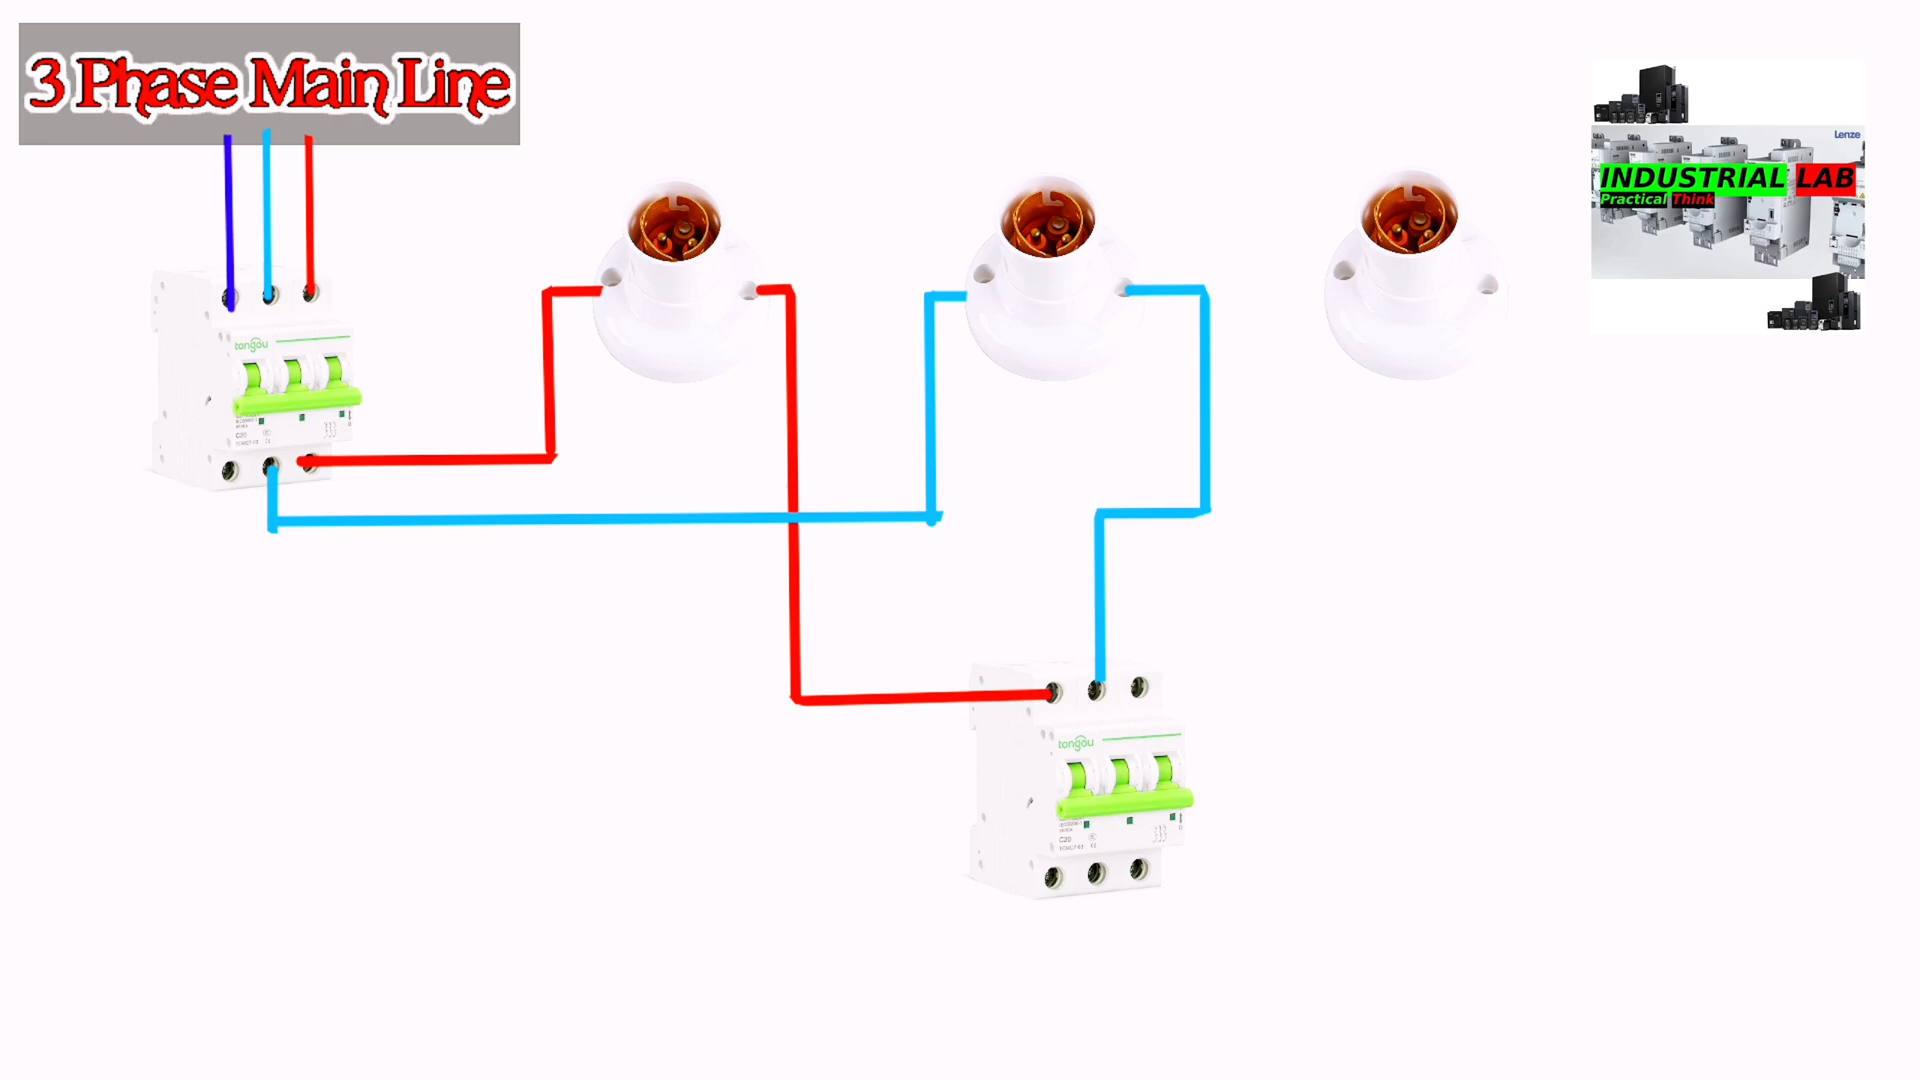 3 Phase Main Line
Lenze
INDUSTRIAL LAB
Practical Think
tongou
C20
tongou
C20